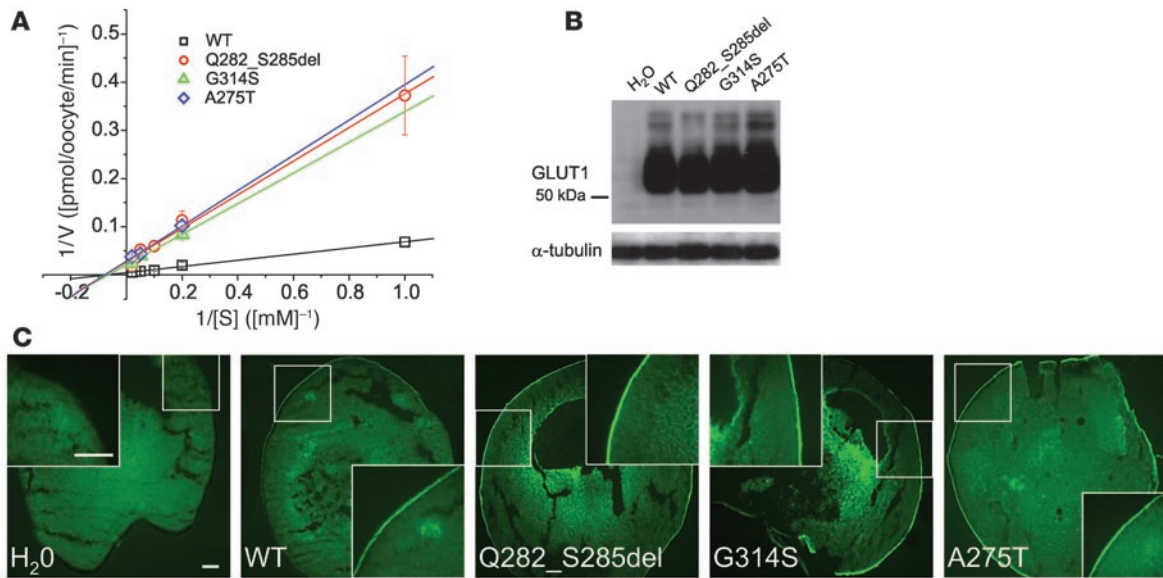 A
WT
Q282_S285del
G314S
A275T
1/V ([pmol/oocyte/min]⁻¹)
0.5
0.4
0.3
0.2
0.1
-0.2
0.2
0.4
0.6
0.8
1.0
1/[S] ([mM]⁻¹)
B
H₂O
WT
Q282_S285del
G314S
A275T
GLUT1
50 kDa
α-tubulin
C
H₂0
WT
Q282_S285del
G314S
A275T